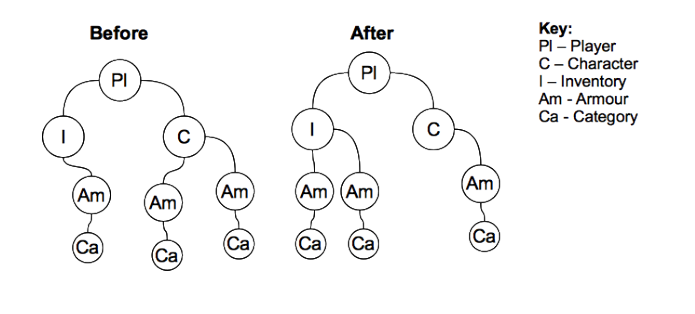 Before
After
Key:
Pl – Player
C – Character
I – Inventory
Am - Armour
Ca - Category
Pl
I
C
Am
Am
Am
Ca
Ca
Ca
Pl
I
C
Am
Am
Am
Ca
Ca
Ca